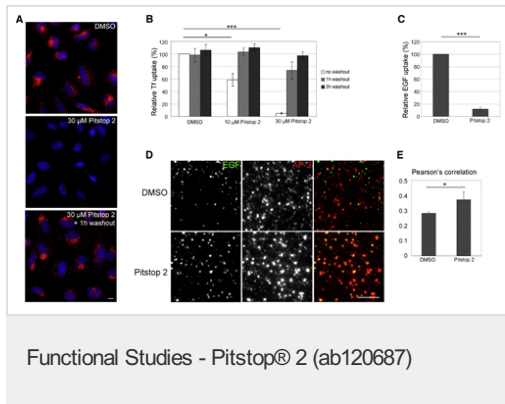 A
DMSO
30 µM Pitstop 2
30 µM Pitstop 2
+ 1h washout
B
***
*
Relative Tf uptake (%)
120
100
80
60
40
20
0
no washout
1h washout
3h washout
DMSO
10 µM Pitstop 2
30 µM Pitstop 2
C
***
Relative EGF uptake (%)
120
100
80
60
40
20
0
DMSO
Pitstop 2
D
EGF
AP-2
DMSO
Pitstop 2
E
Pearson's correlation
*
0.5
0.4
0.3
0.2
0.1
0
DMSO
Pitstop 2
Functional Studies - Pitstop® 2 (ab120687)